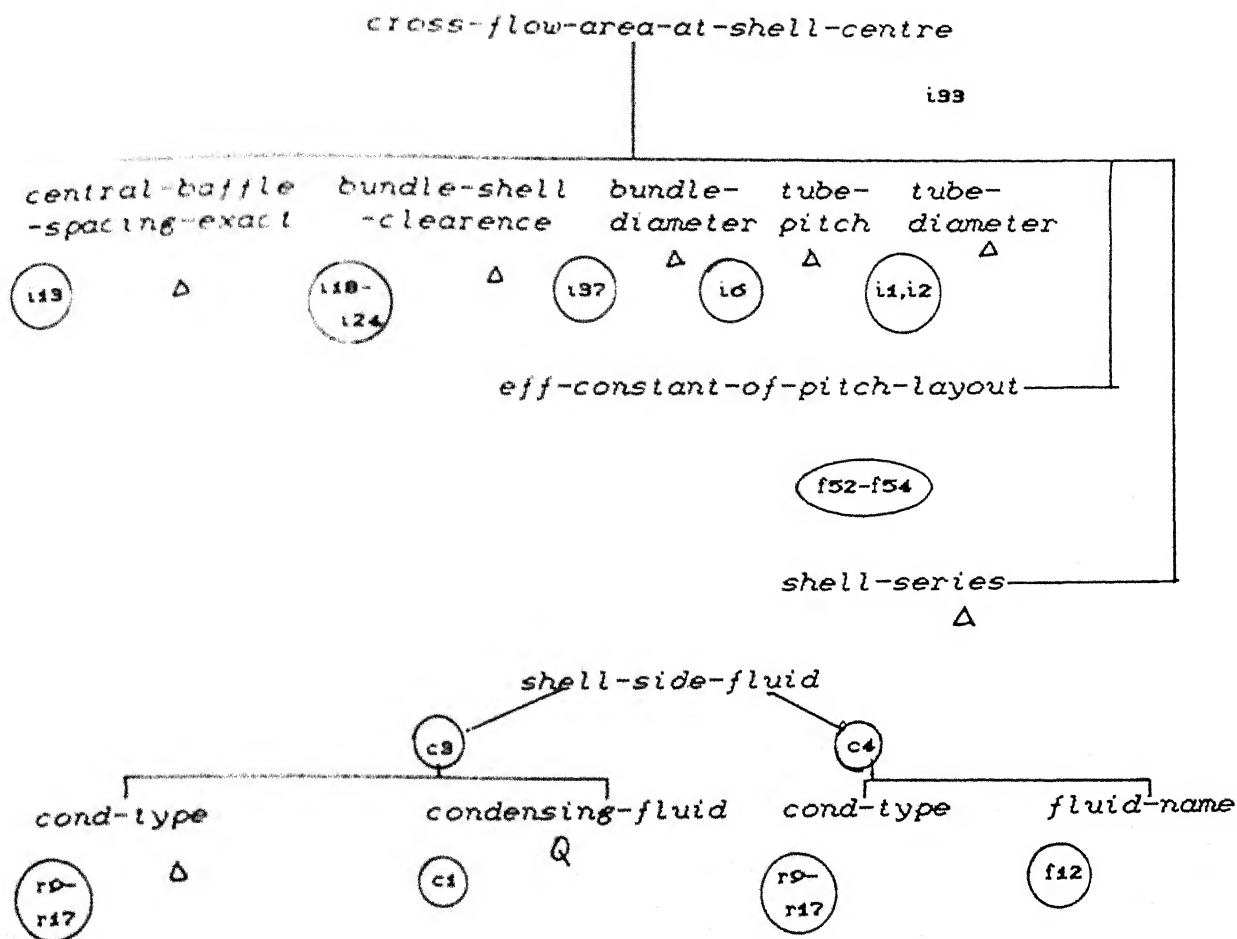 cross-flow-area-at-shell-centre
i33
central-baffle bundle-shell bundle- tube- tube-
-spacing-exact -clearence diameter pitch diameter
Δ Δ Δ Δ Δ
i13 i18- i37 i6 i1,i2
i24
eff-constant-of-pitch-layout
f52-f54
shell-series
Δ
shell-side-fluid
c3 c4
cond-type condensing-fluid cond-type fluid-name
Δ Q
r9- c1 r9- f12
r17 r17